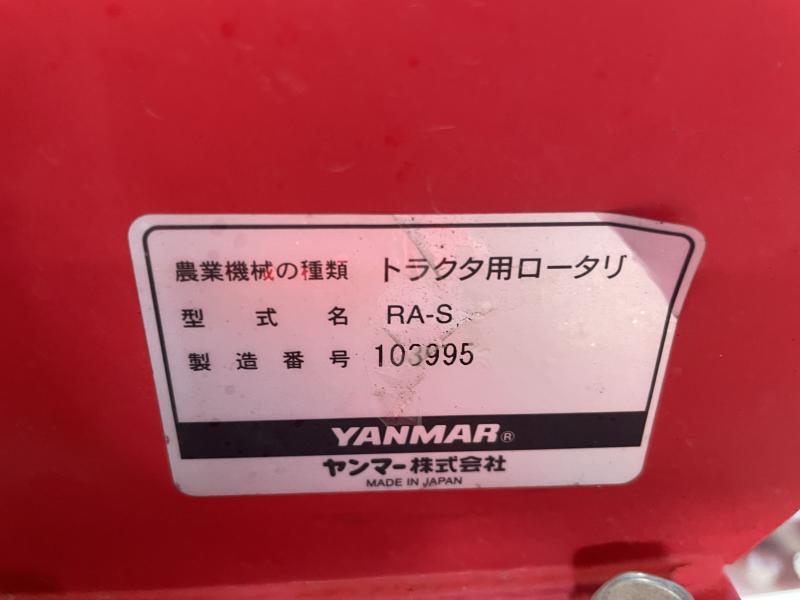 農業機械の種類 トラクタ用ロータリ
型式名 RA-S
製造番号 103995
YANMAR®
ヤンマー株式会社
MADE IN JAPAN